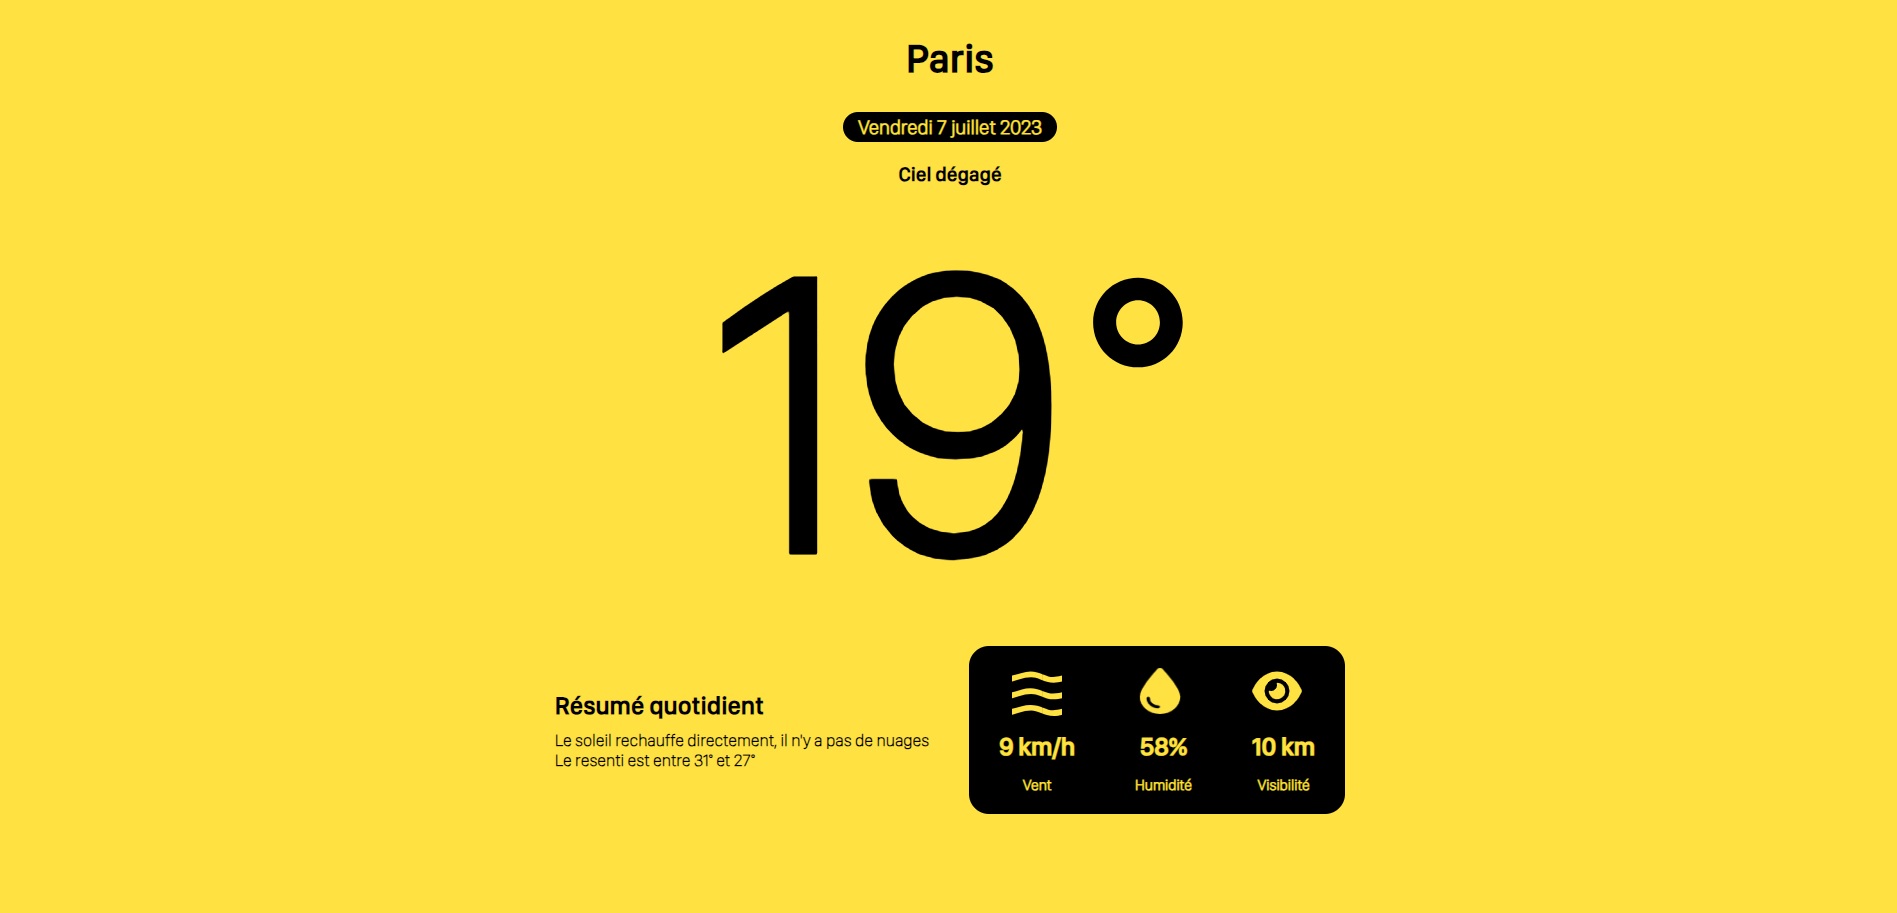 Paris
Vendredi 7 juillet 2023
Ciel dégagé
19°
Résumé quotidient
Le soleil rechauffe directement, il n'y a pas de nuages
Le resenti est entre 31° et 27°
9 km/h
58%
10 km
Vent
Humidité
Visibilité